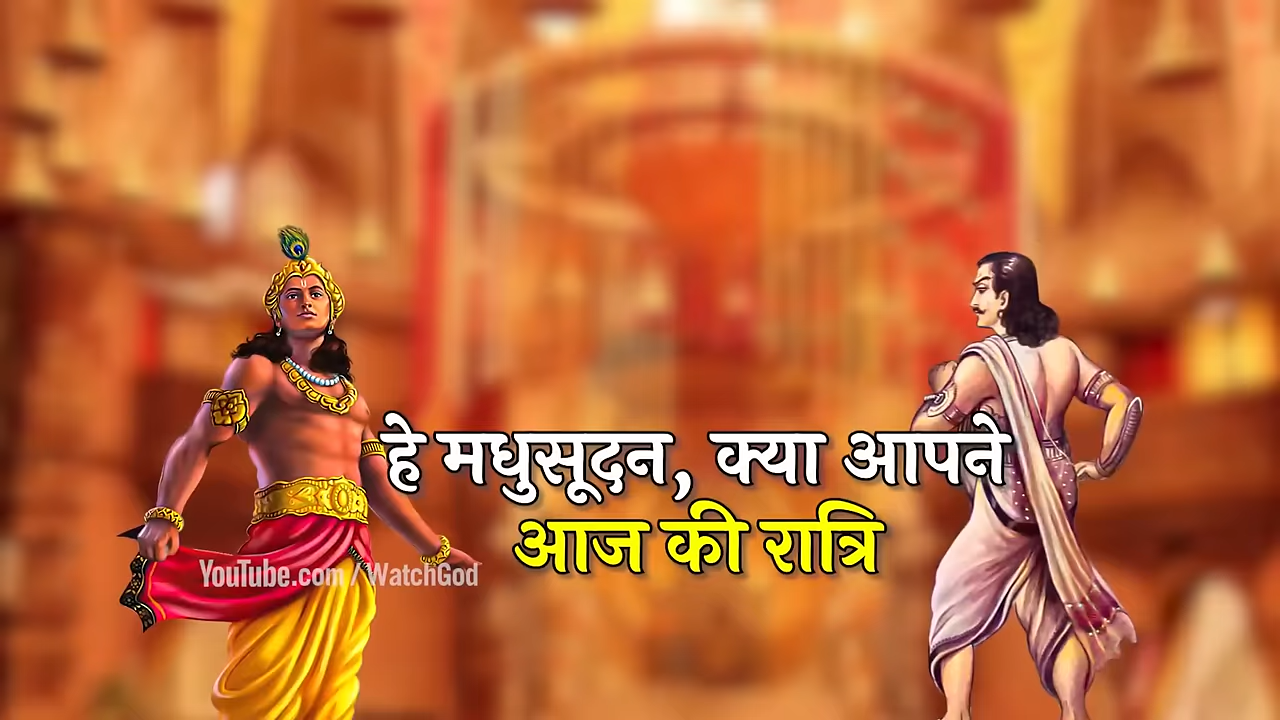 हे मधुसूदन, क्या आपने
आज की रात्रि
YouTube.com / WatchGod